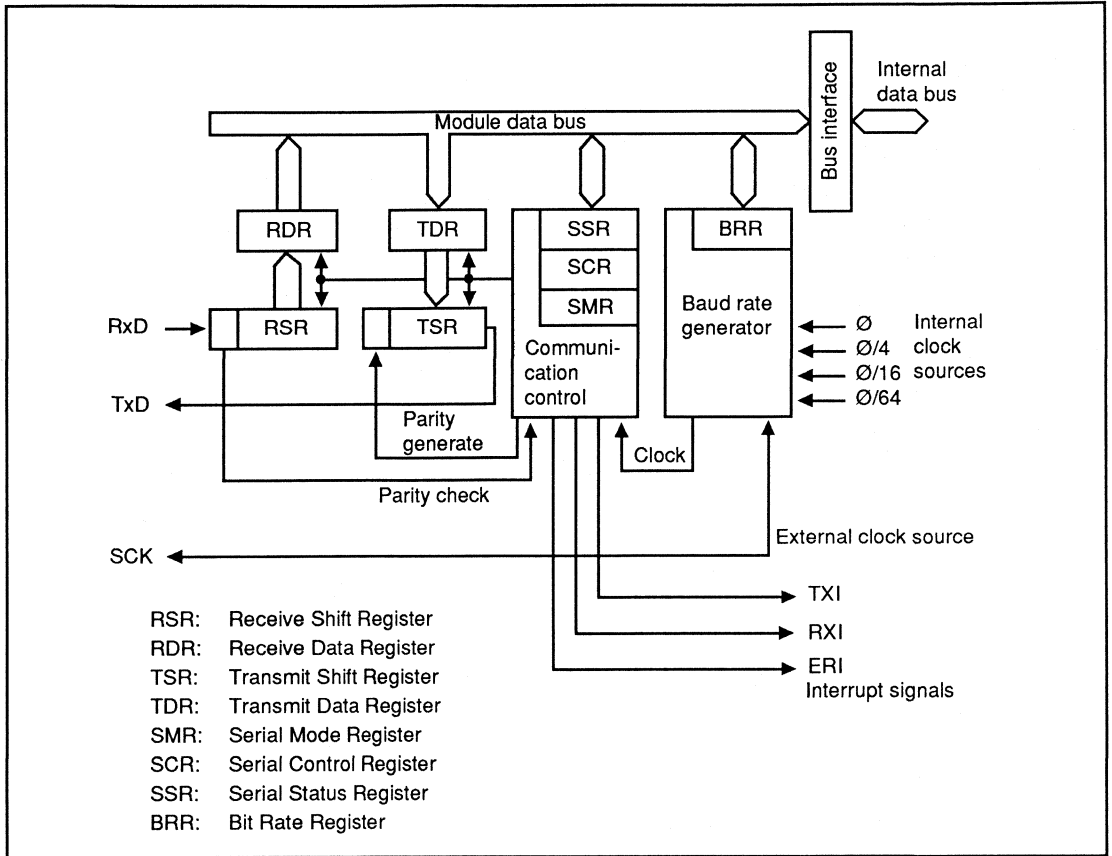 Internal
data bus
Bus interface
Module data bus
RDR
TDR
SSR
BRR
SCR
SMR
RxD
RSR
TSR
Communi-
cation
control
Baud rate
generator
Ø
Ø/4
Ø/16
Ø/64
Internal
clock
sources
TxD
Parity
generate
Clock
Parity check
External clock source
SCK
TXI
RXI
ERI
Interrupt signals
RSR: Receive Shift Register
RDR: Receive Data Register
TSR: Transmit Shift Register
TDR: Transmit Data Register
SMR: Serial Mode Register
SCR: Serial Control Register
SSR: Serial Status Register
BRR: Bit Rate Register